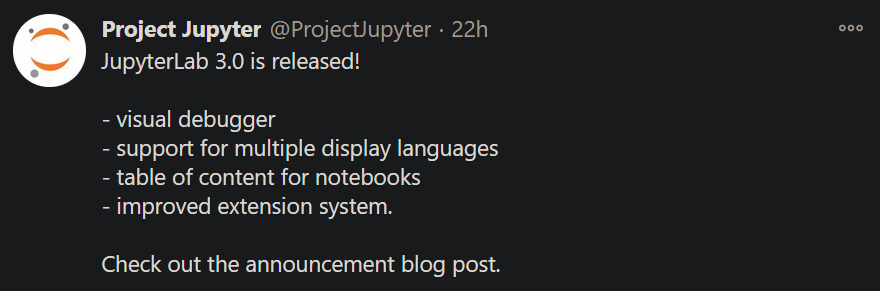 Project Jupyter @ProjectJupyter · 22h
JupyterLab 3.0 is released!
- visual debugger
- support for multiple display languages
- table of content for notebooks
- improved extension system.
Check out the announcement blog post.